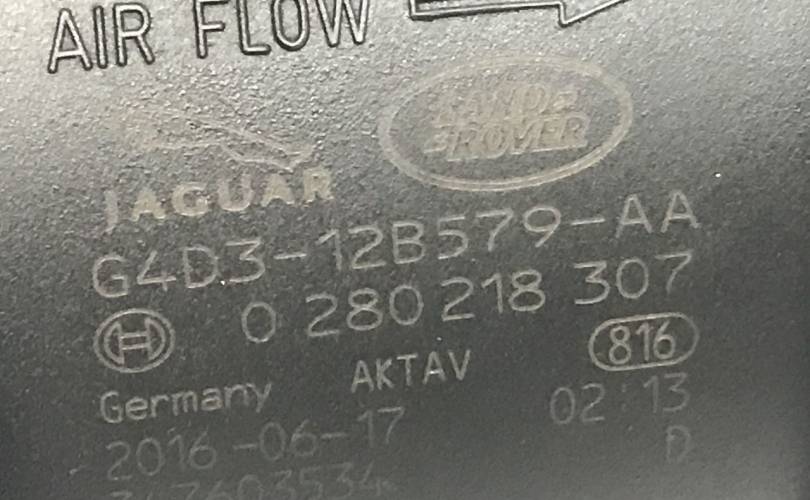 AIR FLOW
JAGUAR
LAND ROVER
G4D3-12B579-AA
0 280 218 307
816
Germany AKTAV
2016-06-17 02:13
D